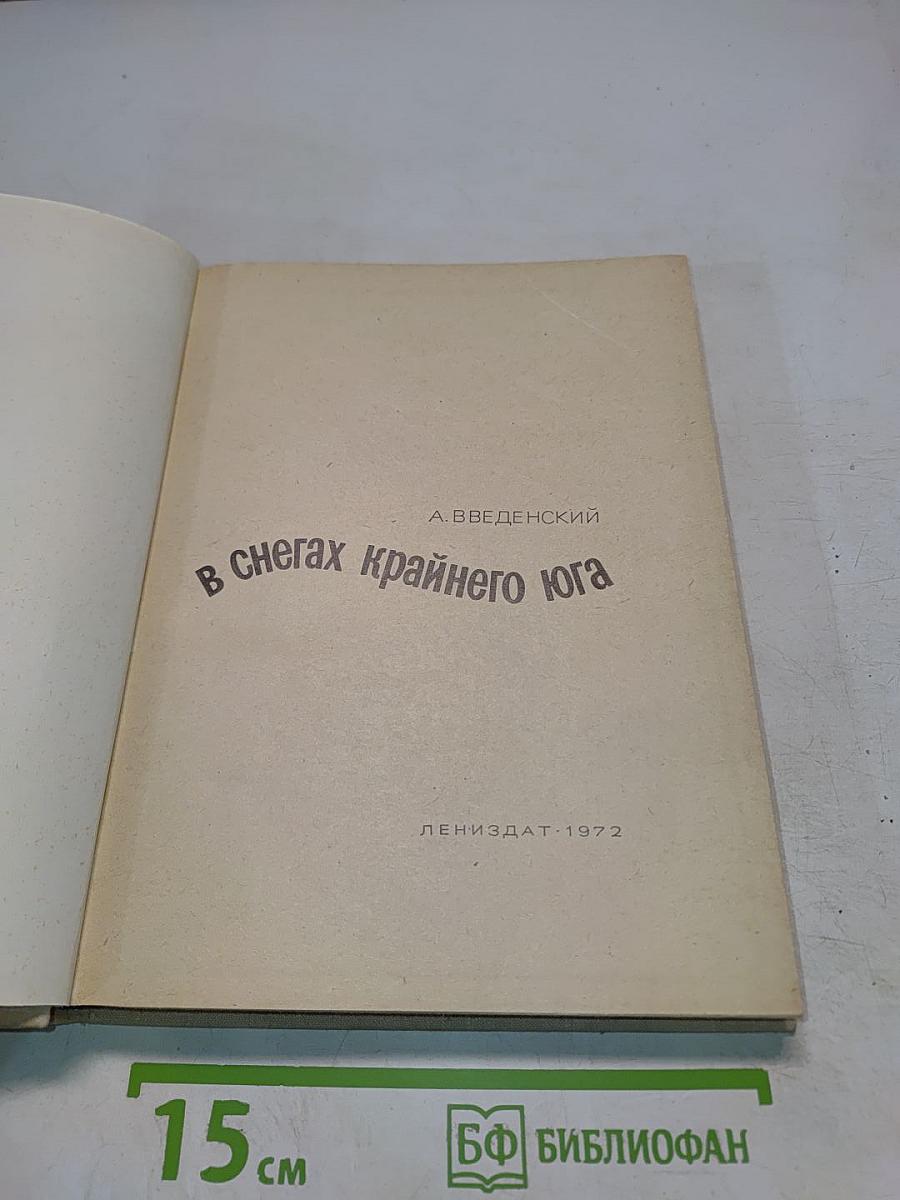 А. ВВЕДЕНСКИЙ
в снегах крайнего юга
ЛЕНИЗДАТ · 1972
15 см
БФ БИБЛИОФАН